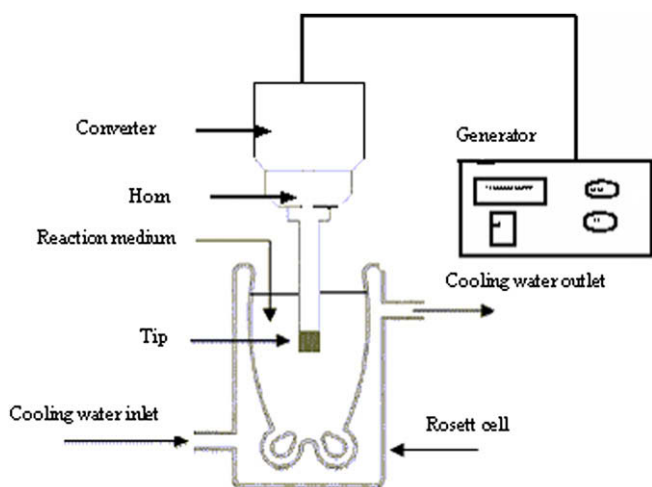 Converter
Generator
Horn
Reaction medium
Cooling water outlet
Tip
Cooling water inlet
Rosett cell